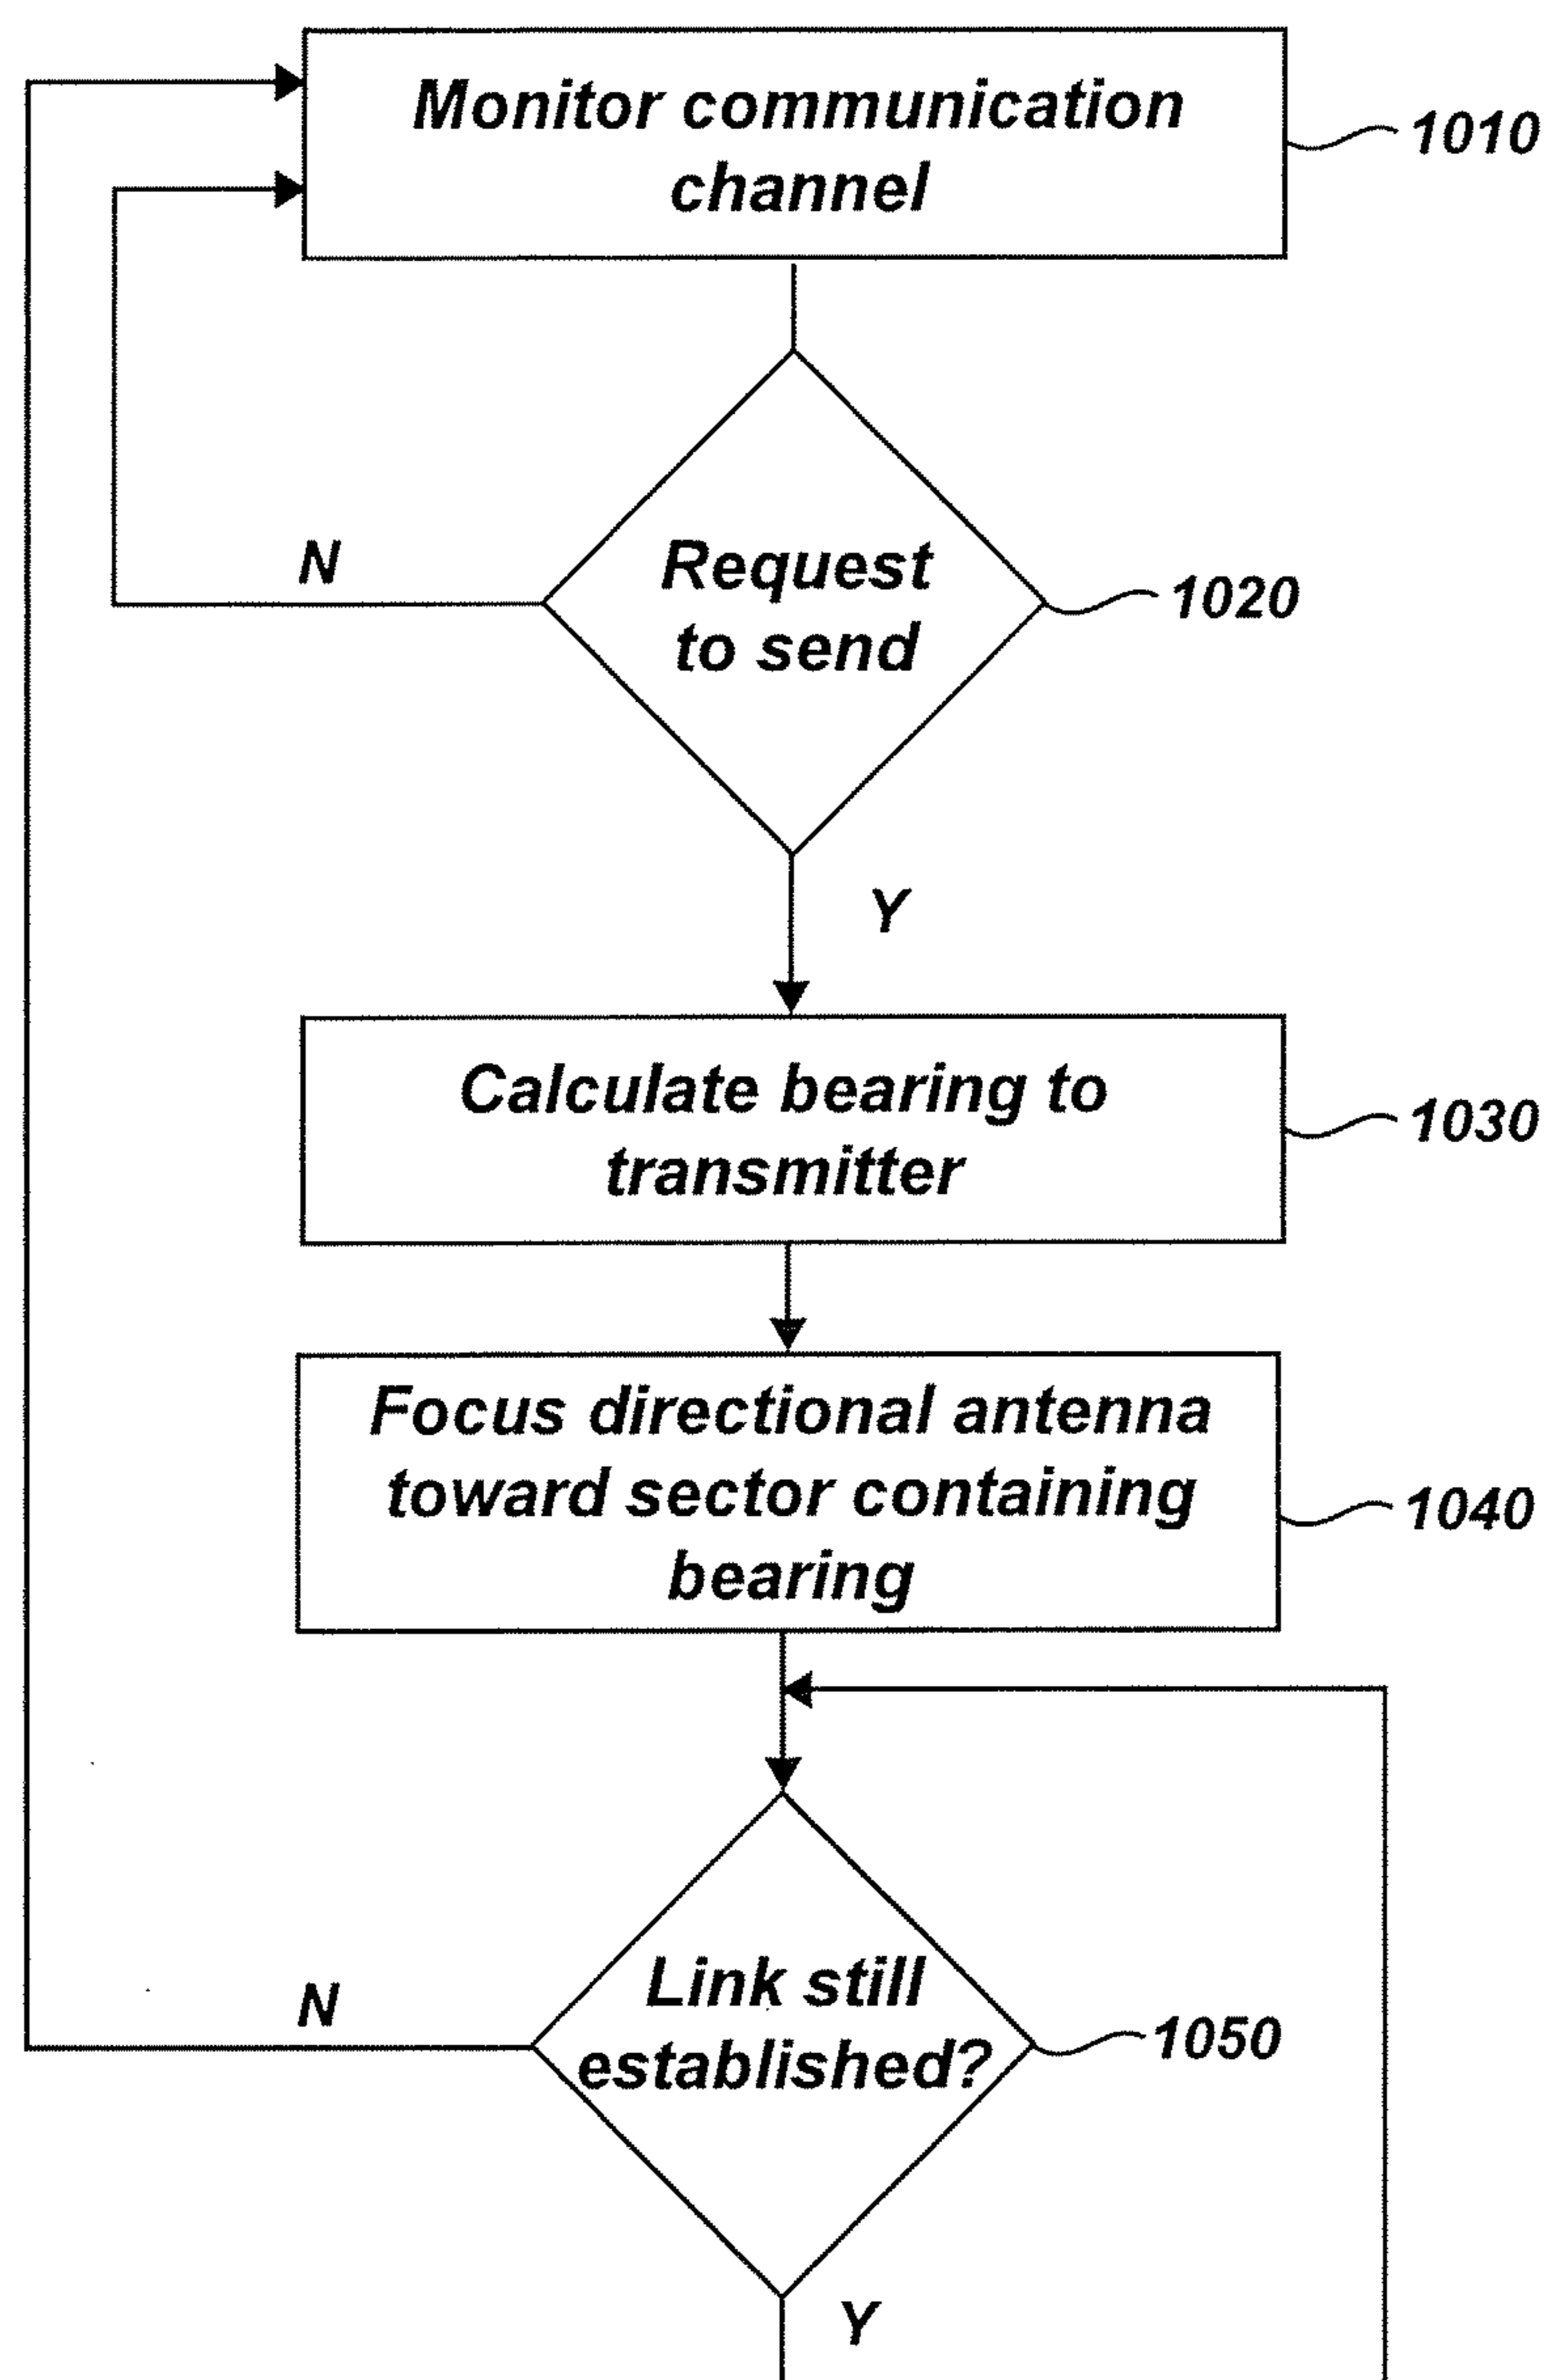 Monitor communication
channel
1010
Request
to send
1020
N
Y
Calculate bearing to
transmitter
1030
Focus directional antenna
toward sector containing
bearing
1040
Link still
established?
1050
N
Y